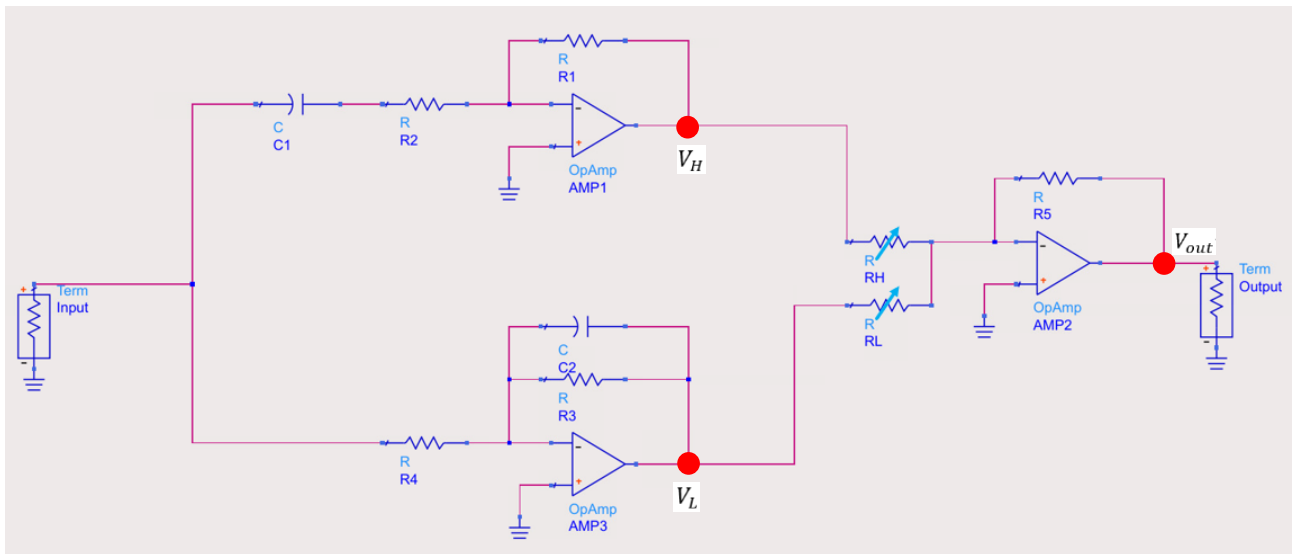 R
R1
C
C1
R
R2
-
+
OpAmp
AMP1
V_H
R
R5
-
+
OpAmp
AMP2
V_out
+
Term
Output
-
R
RH
R
RL
+
Term
Input
-
C
C2
R
R3
R
R4
-
+
OpAmp
AMP3
V_L